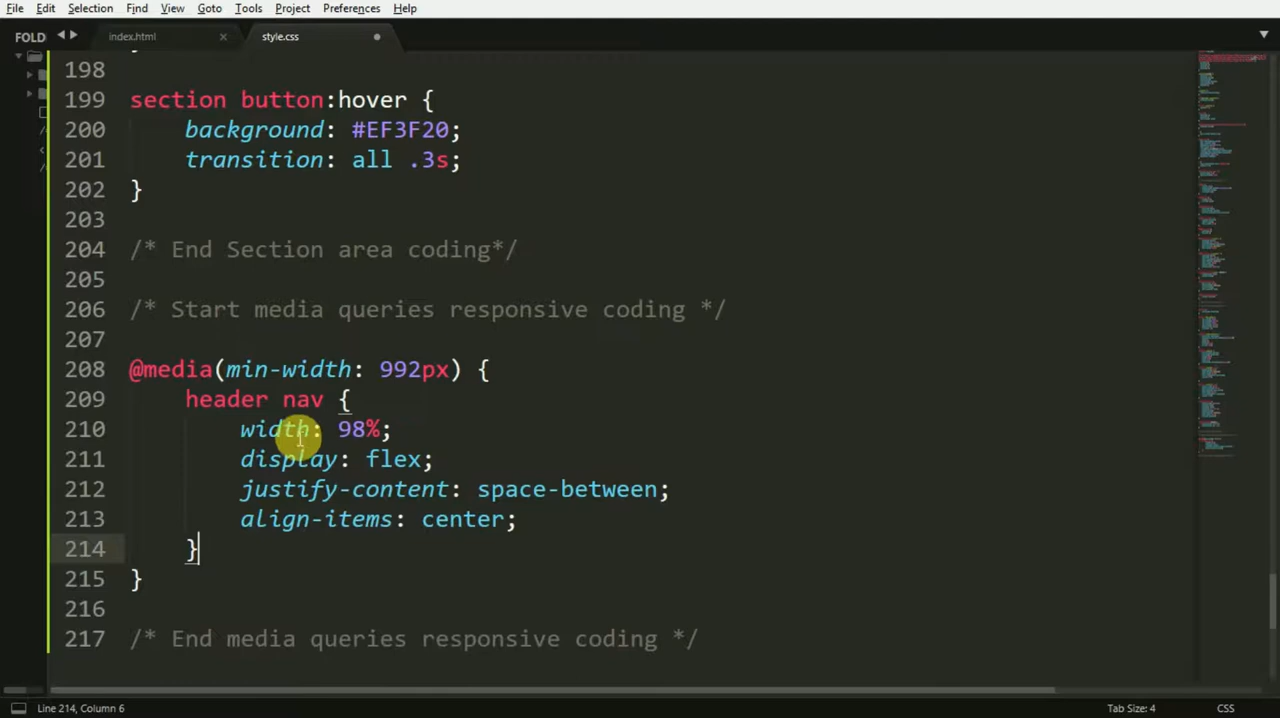 File Edit Selection Find View Goto Tools Project Preferences Help
FOLD index.html style.css
198
199 section button:hover {
200 background: #EF3F20;
201 transition: all .3s;
202 }
203
204 /* End Section area coding*/
205
206 /* Start media queries responsive coding */
207
208 @media(min-width: 992px) {
209 header nav {
210 width: 98%;
211 display: flex;
212 justify-content: space-between;
213 align-items: center;
214 }
215 }
216
217 /* End media queries responsive coding */
Line 214, Column 6 Tab Size: 4 CSS